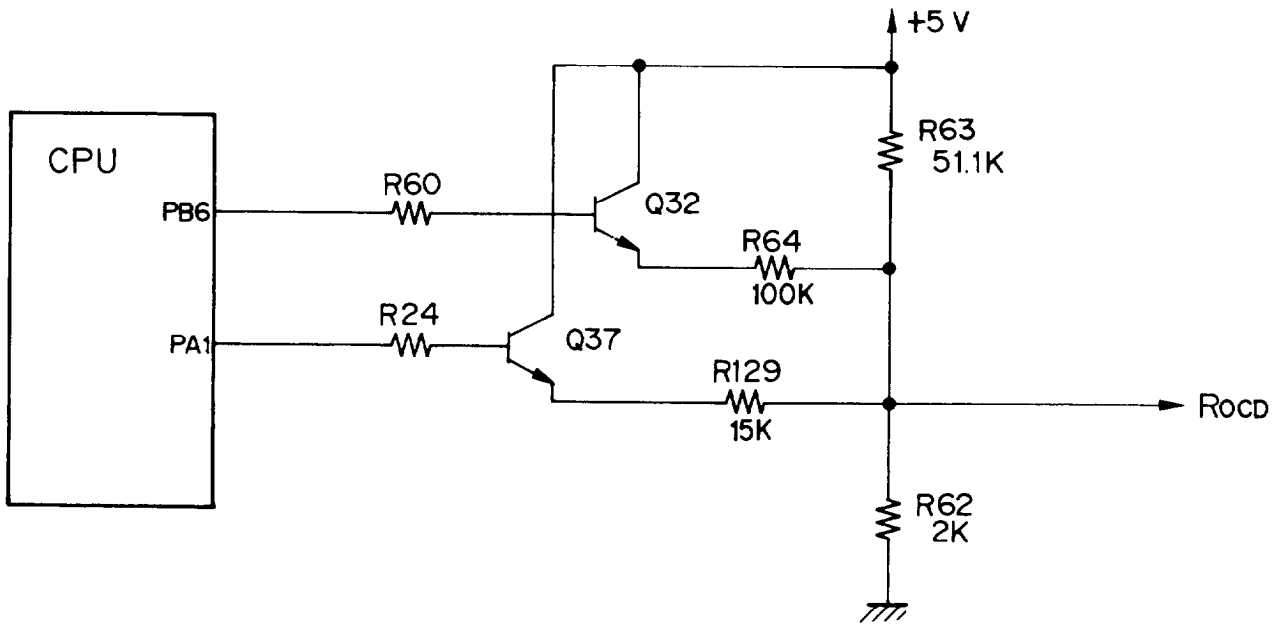 +5 V
CPU
R63
51.1K
R60
PB6
Q32
R64
100K
R24
PA1
Q37
R129
15K
ROCD
R62
2K